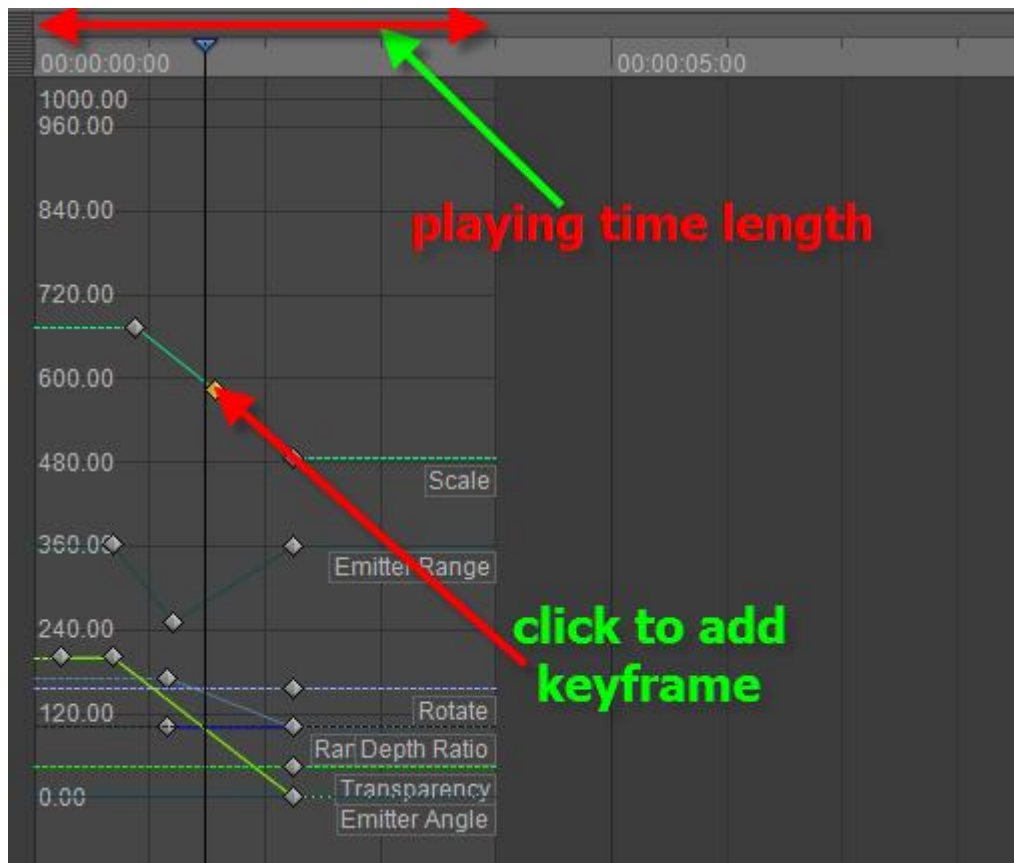 00:00:00:00
00:00:05:00
1000.00
960.00
840.00
playing time length
720.00
600.00
480.00
Scale
360.00
Emitter Range
240.00
click to add
keyframe
120.00
Rotate
Ran
Depth Ratio
0.00
Transparency
Emitter Angle